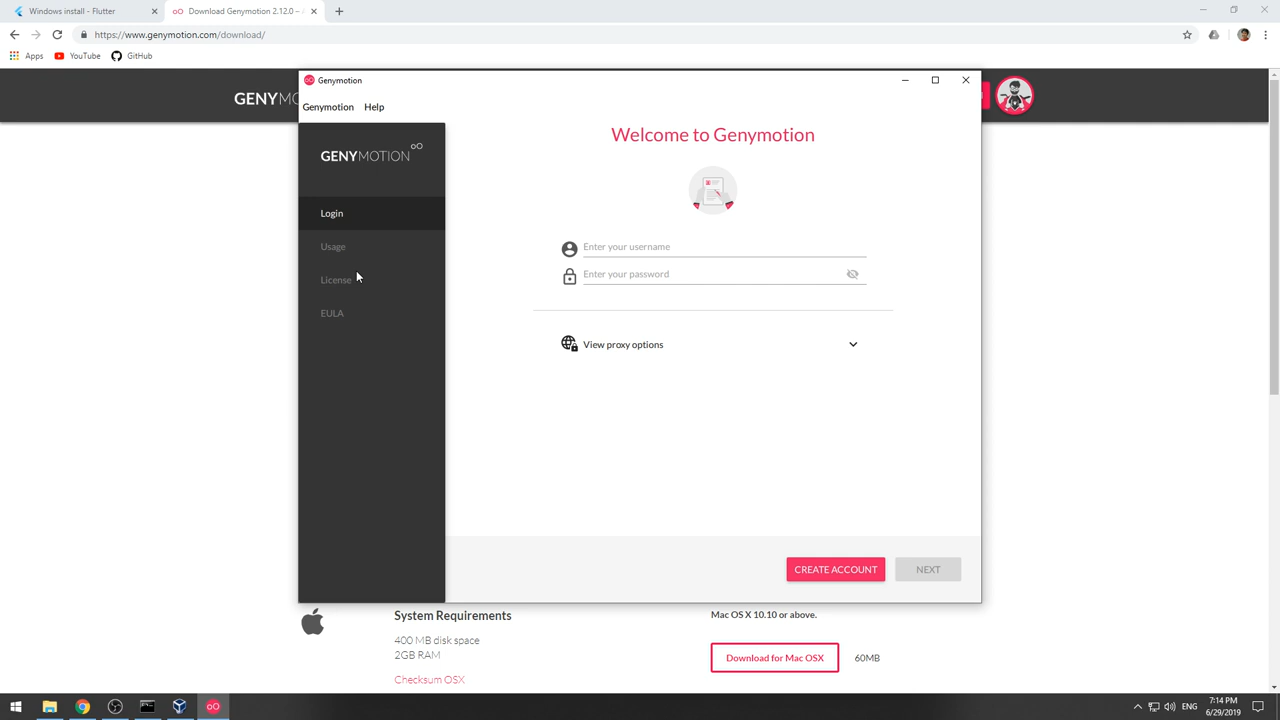 Windows install - Flutter
Download Genymotion 2.12.0 –
https://www.genymotion.com/download/
Apps
YouTube
GitHub
GENYMO
Genymotion
Genymotion
Help
GENYMOTION
Login
Usage
License
EULA
Welcome to Genymotion
Enter your username
Enter your password
View proxy options
CREATE ACCOUNT
NEXT
System Requirements
400 MB disk space
2GB RAM
Checksum OSX
Mac OS X 10.10 or above.
Download for Mac OSX
60MB
ENG
7:14 PM
6/29/2019